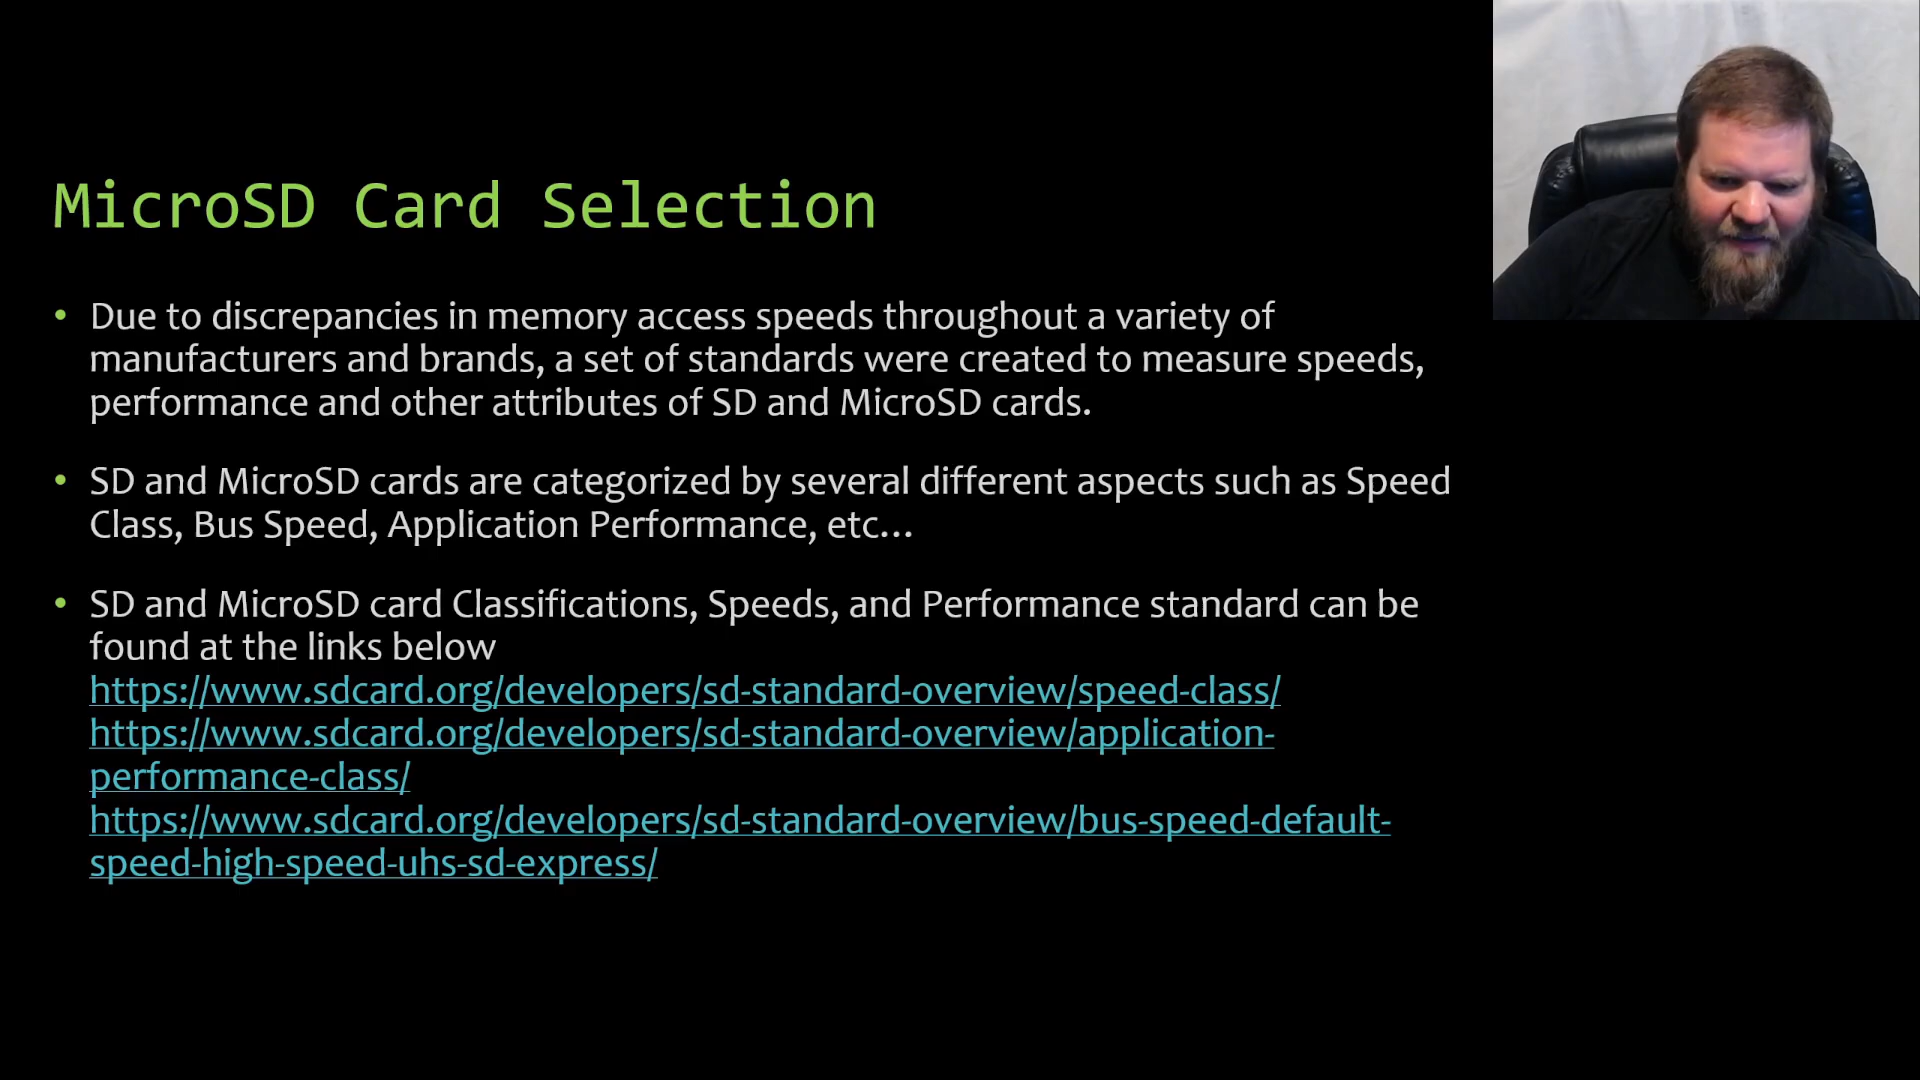 MicroSD Card Selection
• Due to discrepancies in memory access speeds throughout a variety of
manufacturers and brands, a set of standards were created to measure speeds,
performance and other attributes of SD and MicroSD cards.
• SD and MicroSD cards are categorized by several different aspects such as Speed
Class, Bus Speed, Application Performance, etc…
• SD and MicroSD card Classifications, Speeds, and Performance standard can be
found at the links below
https://www.sdcard.org/developers/sd-standard-overview/speed-class/
https://www.sdcard.org/developers/sd-standard-overview/application-
performance-class/
https://www.sdcard.org/developers/sd-standard-overview/bus-speed-default-
speed-high-speed-uhs-sd-express/